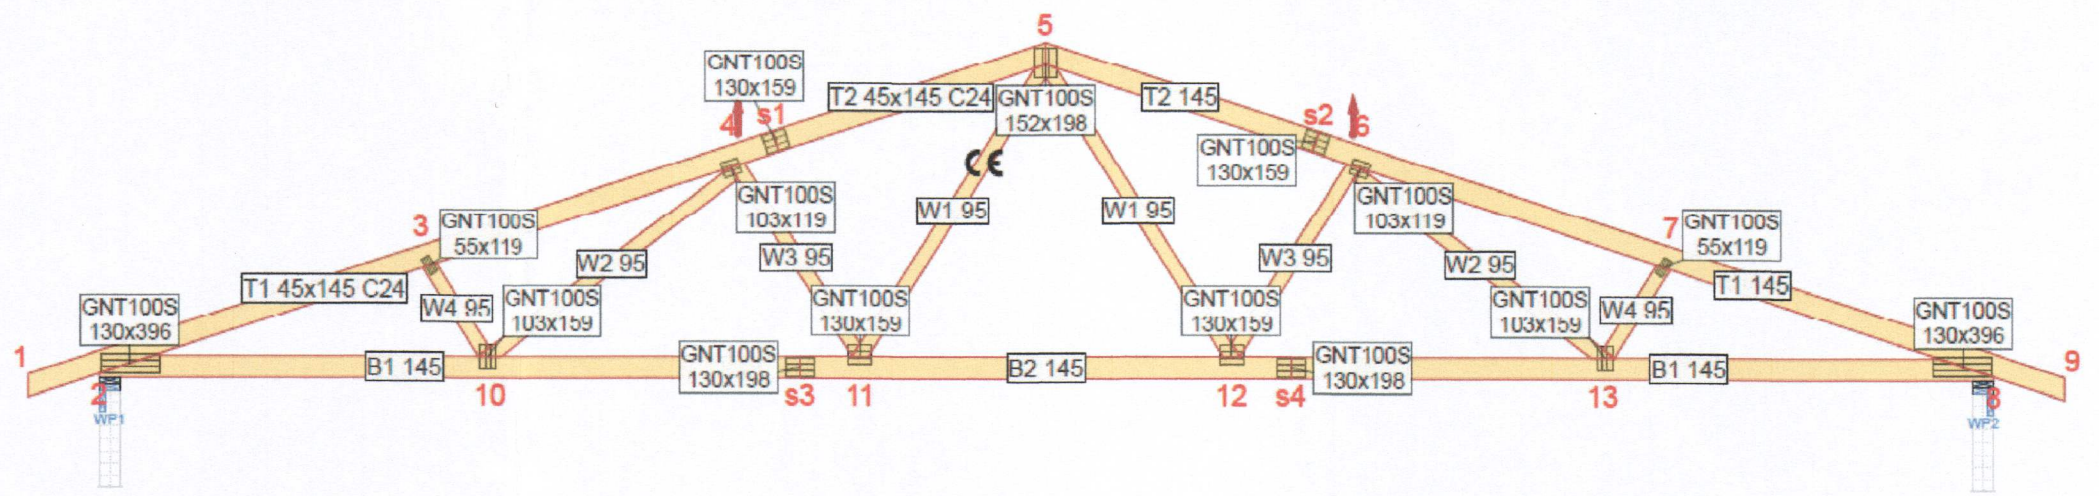 5
GNT100S
130x159
T2 45x145 C24
GNT100S
152x198
T2 145
4
s1
s2
6
GNT100S
130x159
CE
GNT100S
103x119
W1 95
W1 95
GNT100S
103x119
3
GNT100S
55x119
7
GNT100S
55x119
W2 95
W3 95
W3 95
W2 95
T1 45x145 C24
T1 145
GNT100S
130x396
W4 95
GNT100S
103x159
GNT100S
130x159
GNT100S
130x159
GNT100S
103x159
W4 95
GNT100S
130x396
1
9
B1 145
GNT100S
130x198
B2 145
GNT100S
130x198
B1 145
2
10
s3
11
12
s4
13
8
WP1
WP2